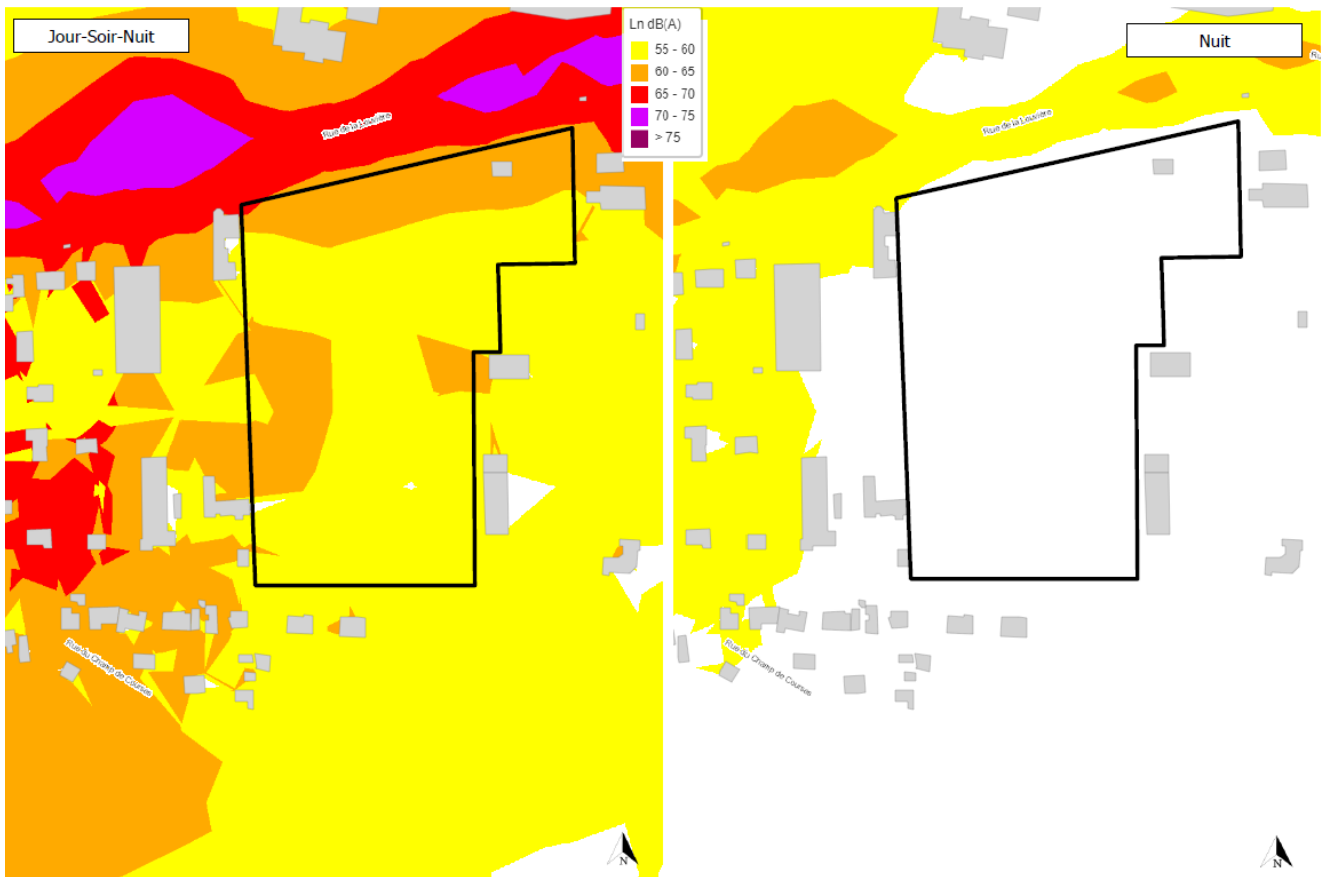 Jour-Soir-Nuit
Ln dB(A)
55 - 60
60 - 65
65 - 70
70 - 75
> 75
Nuit
Ru
Rue de la Louvière
Rue de la Louvière
Rue du Champ de Courses
Rue du Champ de Courses
N
N